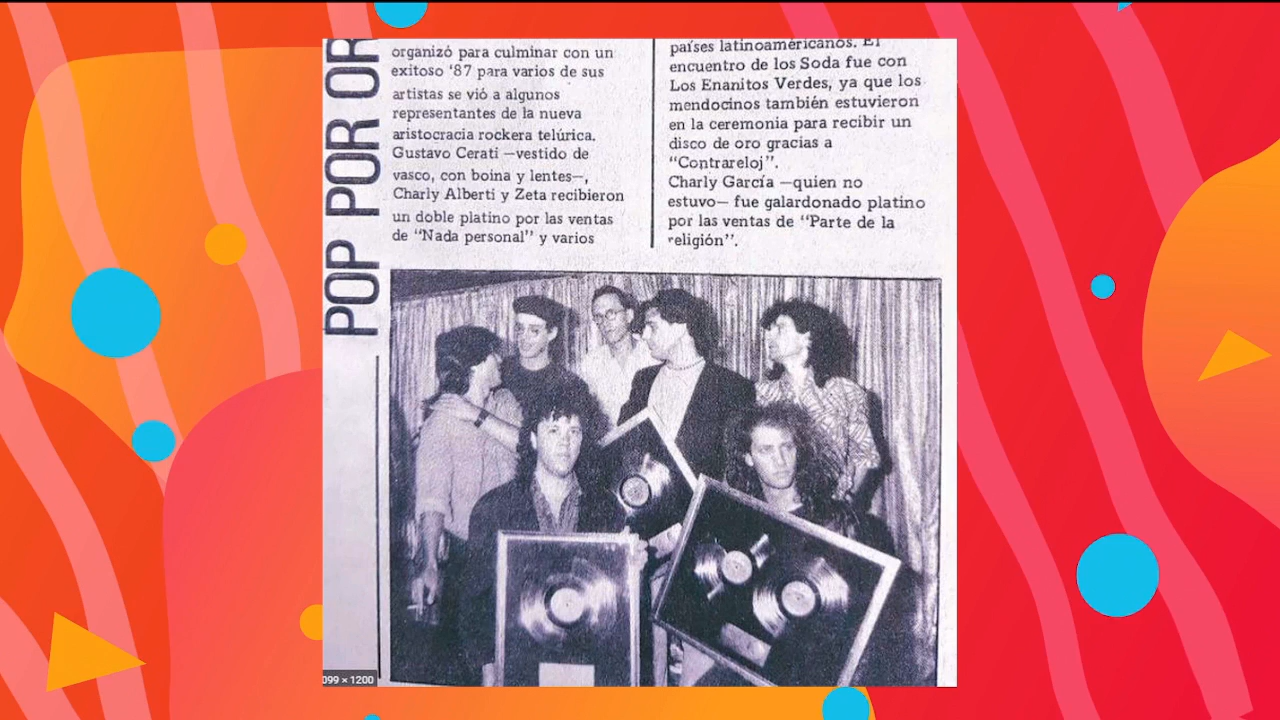 POP POR OR
organizó para culminar con un
exitoso '87 para varios de sus
artistas se vió a algunos
representantes de la nueva
aristocracia rockera telúrica.
Gustavo Cerati —vestido de
vasco, con boina y lentes—,
Charly Alberti y Zeta recibieron
un doble platino por las ventas
de “Nada personal” y varios
países latinoamericanos. El
encuentro de los Soda fue con
Los Enanitos Verdes, ya que los
mendocinos también estuvieron
en la ceremonia para recibir un
disco de oro gracias a
“Contrareloj”.
Charly García —quien no
estuvo— fue galardonado platino
por las ventas de “Parte de la
religión”.
099 × 1200